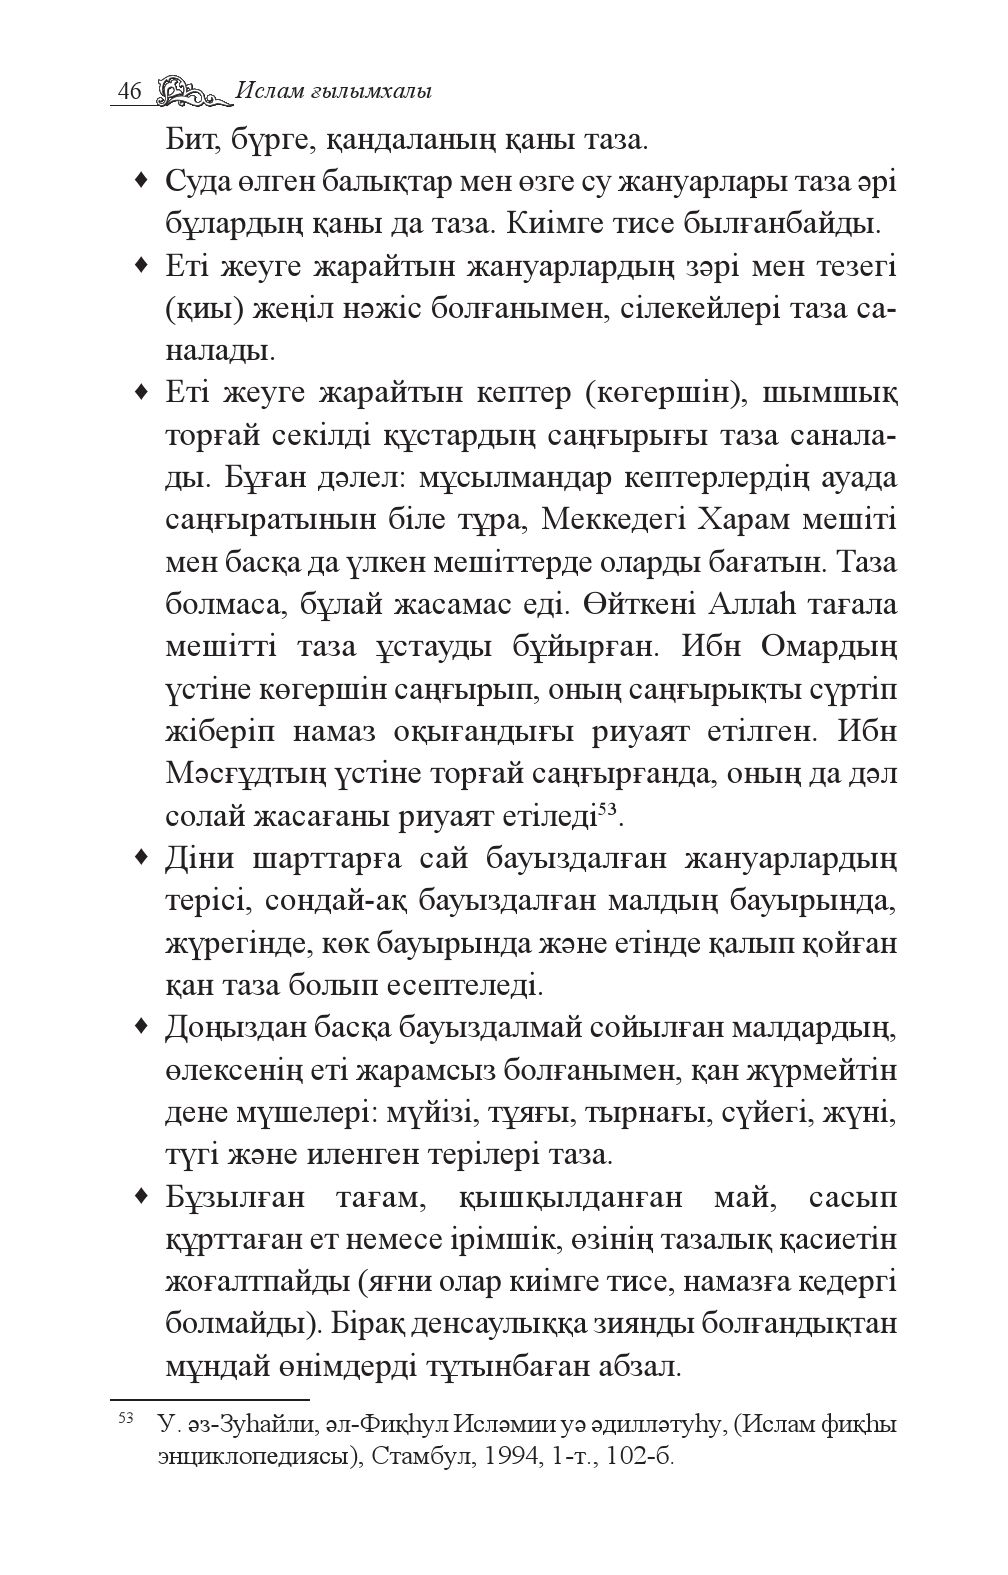 46 Ислам ғылымхалы
Бит, бүрге, қандаланың қаны таза.
♦ Суда өлген балықтар мен өзге су жануарлары таза әрі
бұлардың қаны да таза. Киімге тисе былғанбайды.
♦ Еті жеуге жарайтын жануарлардың зәрі мен тезегі
(қиы) жеңіл нәжіс болғанымен, сілекейлері таза са-
налады.
♦ Еті жеуге жарайтын кептер (көгершін), шымшық
торғай секілді құстардың саңғырығы таза санала-
ды. Бұған дәлел: мұсылмандар кептерлердің ауада
саңғыратынын біле тұра, Меккедегі Харам мешіті
мен басқа да үлкен мешіттерде оларды бағатын. Таза
болмаса, бұлай жасамас еді. Өйткені Аллаһ тағала
мешітті таза ұстауды бұйырған. Ибн Омардың
үстіне көгершін саңғырып, оның саңғырықты сүртіп
жіберіп намаз оқығандығы риуаят етілген. Ибн
Мәсғұдтың үстіне торғай саңғырғанда, оның да дәл
солай жасағаны риуаят етіледі⁵³.
♦ Діни шарттарға сай бауыздалған жануарлардың
терісі, сондай-ақ бауыздалған малдың бауырында,
жүрегінде, көк бауырында және етінде қалып қойған
қан таза болып есептеледі.
♦ Доңыздан басқа бауыздалмай сойылған малдардың,
өлексенің еті жарамсыз болғанымен, қан жүрмейтін
дене мүшелері: мүйізі, тұяғы, тырнағы, сүйегі, жүні,
түгі және иленген терілері таза.
♦ Бұзылған тағам, қышқылданған май, сасып
құрттаған ет немесе ірімшік, өзінің тазалық қасиетін
жоғалтпайды (яғни олар киімге тисе, намазға кедергі
болмайды). Бірақ денсаулыққа зиянды болғандықтан
мұндай өнімдерді тұтынбаған абзал.
53 У. әз-Зуһайли, әл-Фиқһул Исләмии уә әдилләтуһу, (Ислам фиқһы
энциклопедиясы), Стамбул, 1994, 1-т., 102-б.